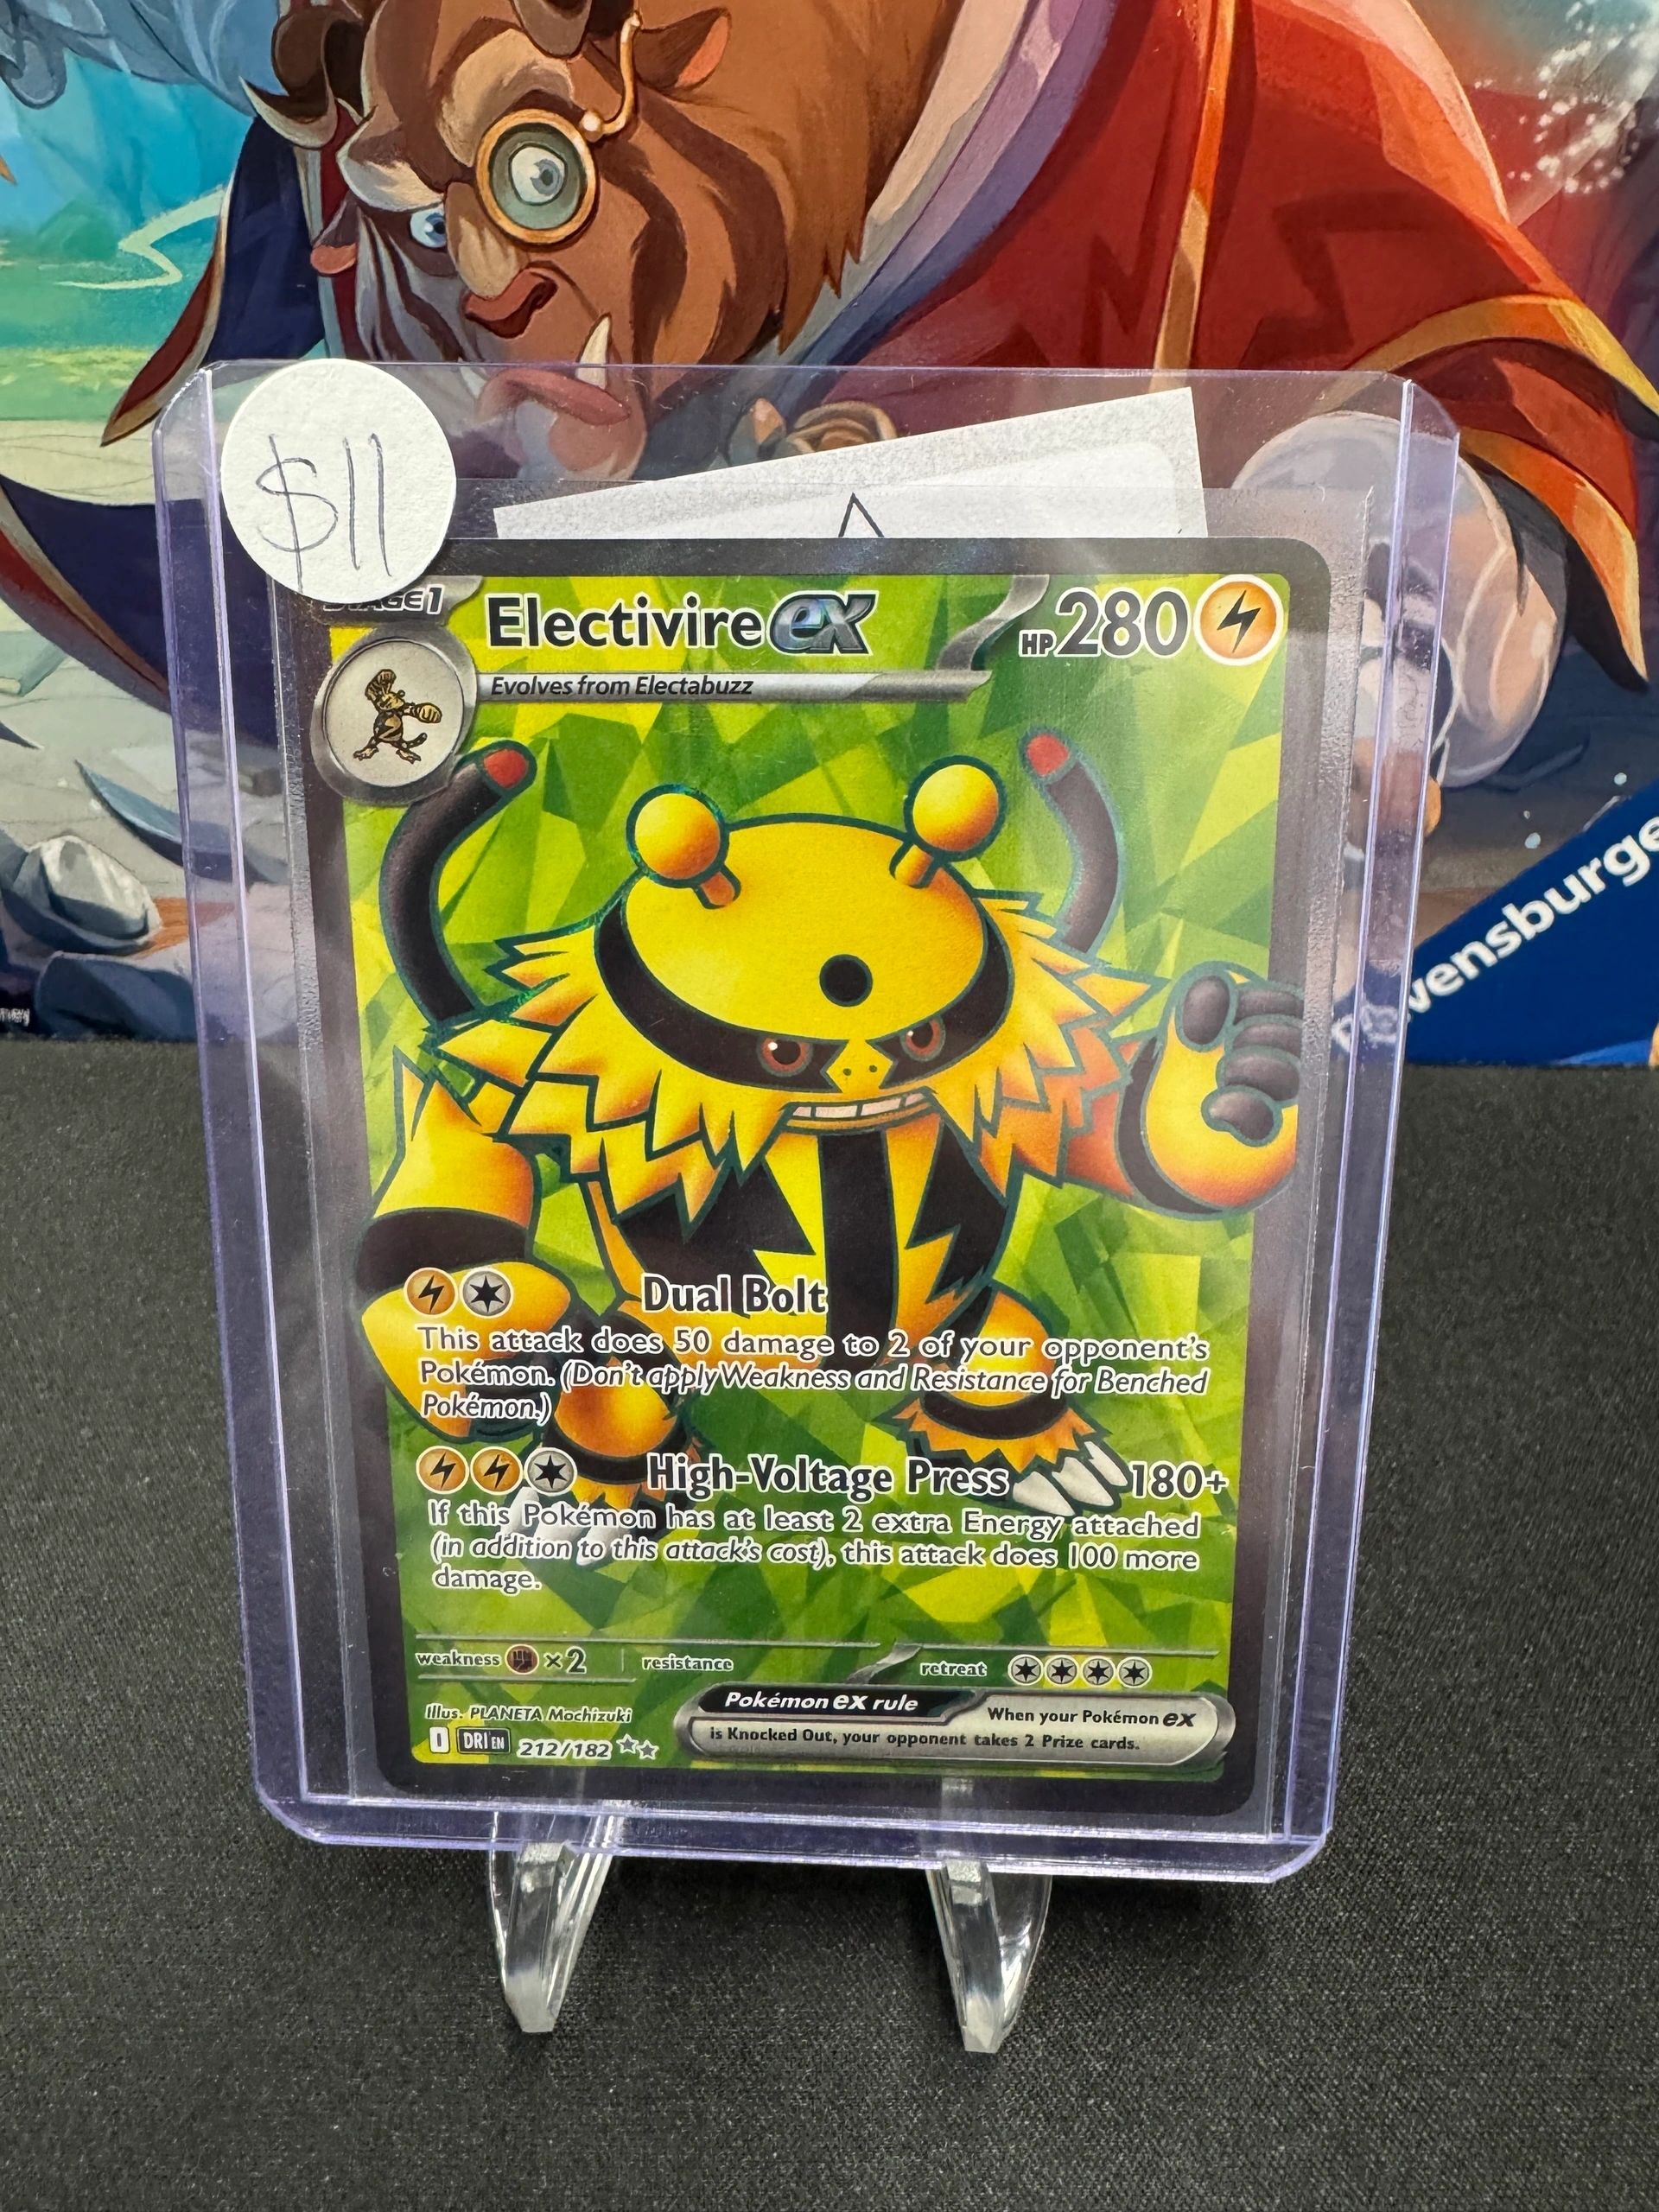 $11
STAGE 1
Electivire ex
HP 280
Evolves from Electabuzz
Ravensburge
Dual Bolt
This attack does 50 damage to 2 of your opponent's
Pokémon. (Don't apply Weakness and Resistance for Benched
Pokémon.)
High-Voltage Press 180+
If this Pokémon has at least 2 extra Energy attached
(in addition to this attack's cost), this attack does 100 more
damage.
weakness ×2 resistance retreat
Illus. PLANETA Mochizuki
Pokémon ex rule When your Pokémon ex
is Knocked Out, your opponent takes 2 Prize cards.
I DRI EN 212/182